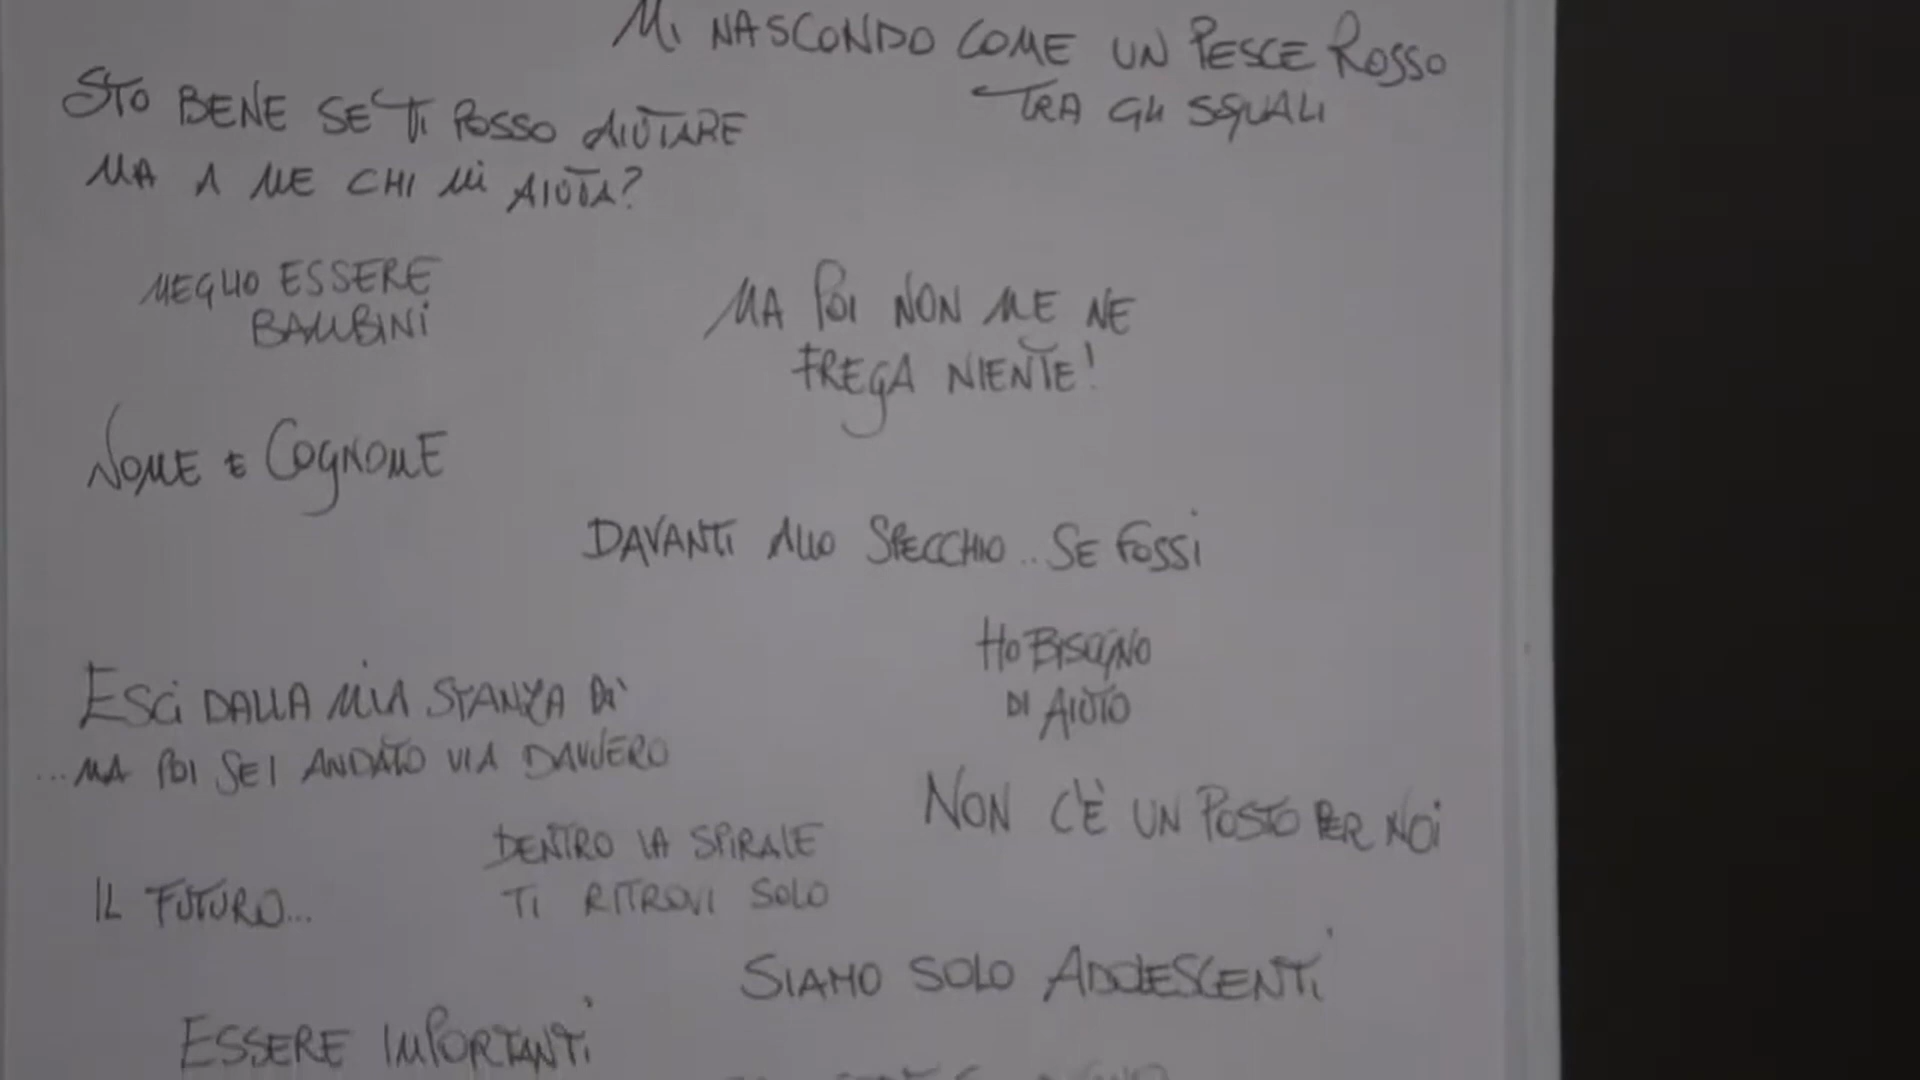 MI NASCONDO COME UN PESCE ROSSO
TRA GLI SQUALI
STO BENE SE TI POSSO AIUTARE
MA A ME CHI MI AIUTA?
MEGLIO ESSERE
BAMBINI
MA POI NON ME NE
FREGA NIENTE!
NOME E COGNOME
DAVANTI ALLO SPECCHIO.. SE FOSSI
HO BISOGNO
DI AIUTO
ESCI DALLA MIA STANZA PA'
...MA POI SEI ANDATO VIA DAVVERO
NON C'È UN POSTO PER NOI
DENTRO LA SPIRALE
TI RITROVI SOLO
IL FUTURO...
SIAMO SOLO ADOLESCENTI
ESSERE IMPORTANTI